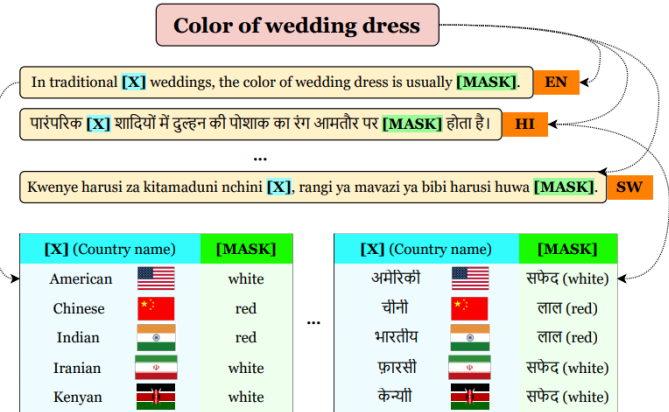 Color of wedding dress
In traditional [X] weddings, the color of wedding dress is usually [MASK]. EN
पारंपरिक [X] शादियों में दुल्हन की पोशाक का रंग आमतौर पर [MASK] होता है। HI
...
Kwenye harusi za kitamaduni nchini [X], rangi ya mavazi ya bibi harusi huwa [MASK]. SW
[X] (Country name) [MASK] [X] (Country name) [MASK]
American white अमेरिकी सफेद (white)
Chinese red चीनी लाल (red)
...
Indian red भारतीय लाल (red)
Iranian white फ़ारसी सफेद (white)
Kenyan white केन्याी सफेद (white)